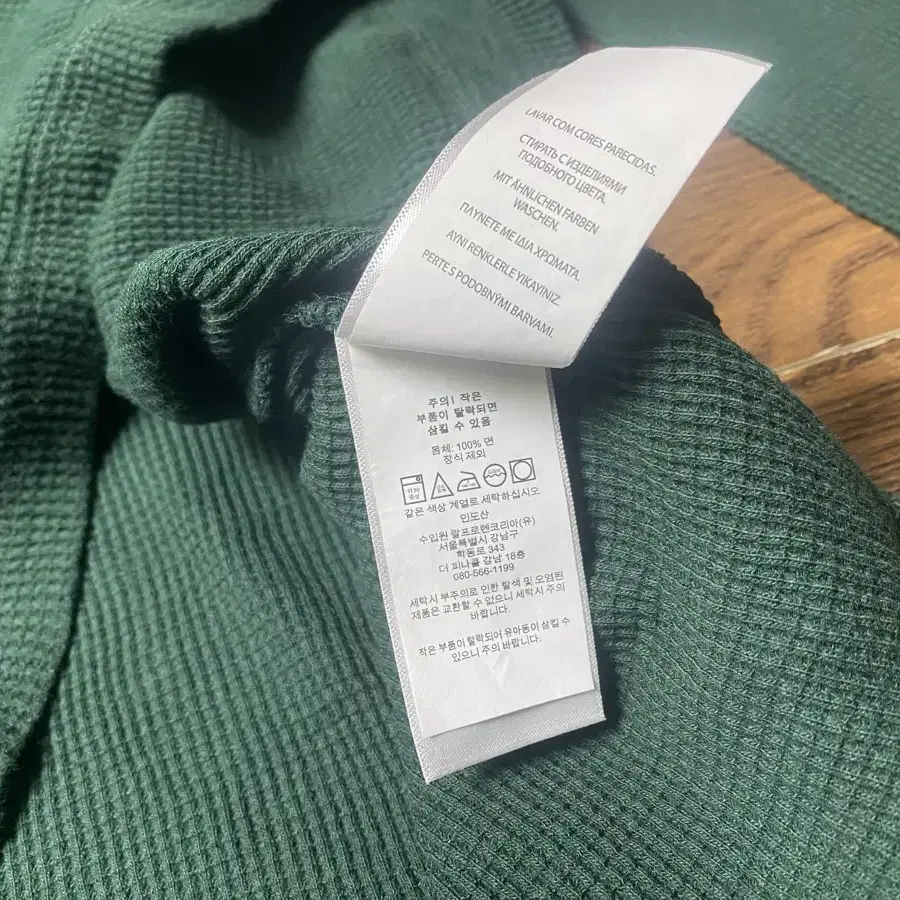 LAVAR COM CORES PARECIDAS.
СТИРАТЬ С ИЗДЕЛИЯМИ
ПОДОБНОГО ЦВЕТА.
MIT ÄHNLICHEN FARBEN
WASCHEN.
ΠΛΥΝΕΤΕ ΜΕ ΙΔΙΑ ΧΡΩΜΑΤΑ.
AYNI RENKLERLE YIKAYINIZ.
PERTE S PODOBNÝMI BARVAMI.
주의! 작은
부품이 탈락되면
삼킬 수 있음
몸체: 100% 면
장식 제외
같은 색상 계열로 세탁하십시오
인도산
수입원 랄프로렌코리아(유)
서울특별시 강남구
학동로 343
더 피나클 강남 18층
080-566-1199
세탁시 부주의로 인한 탈색 및 오염된
제품은 교환할 수 없으니 세탁시 주의
바랍니다.
작은 부품이 탈락되어 유아동이 삼킬 수
있으니 주의 바랍니다.